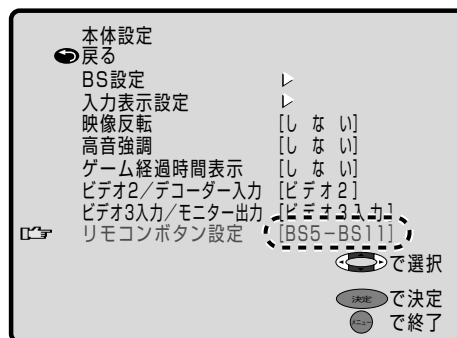 本体設定
戻る
BS設定
入力表示設定
映像反転 [し な い]
高音強調 [し な い]
ゲーム経過時間表示 [し な い]
ビデオ2／デコーダー入力 [ビデオ2]
ビデオ3入力／モニター出力 [ビデオ3入力]
リモコンボタン設定 [BS5－BS11]
で選択
決定 で決定
メニュー で終了